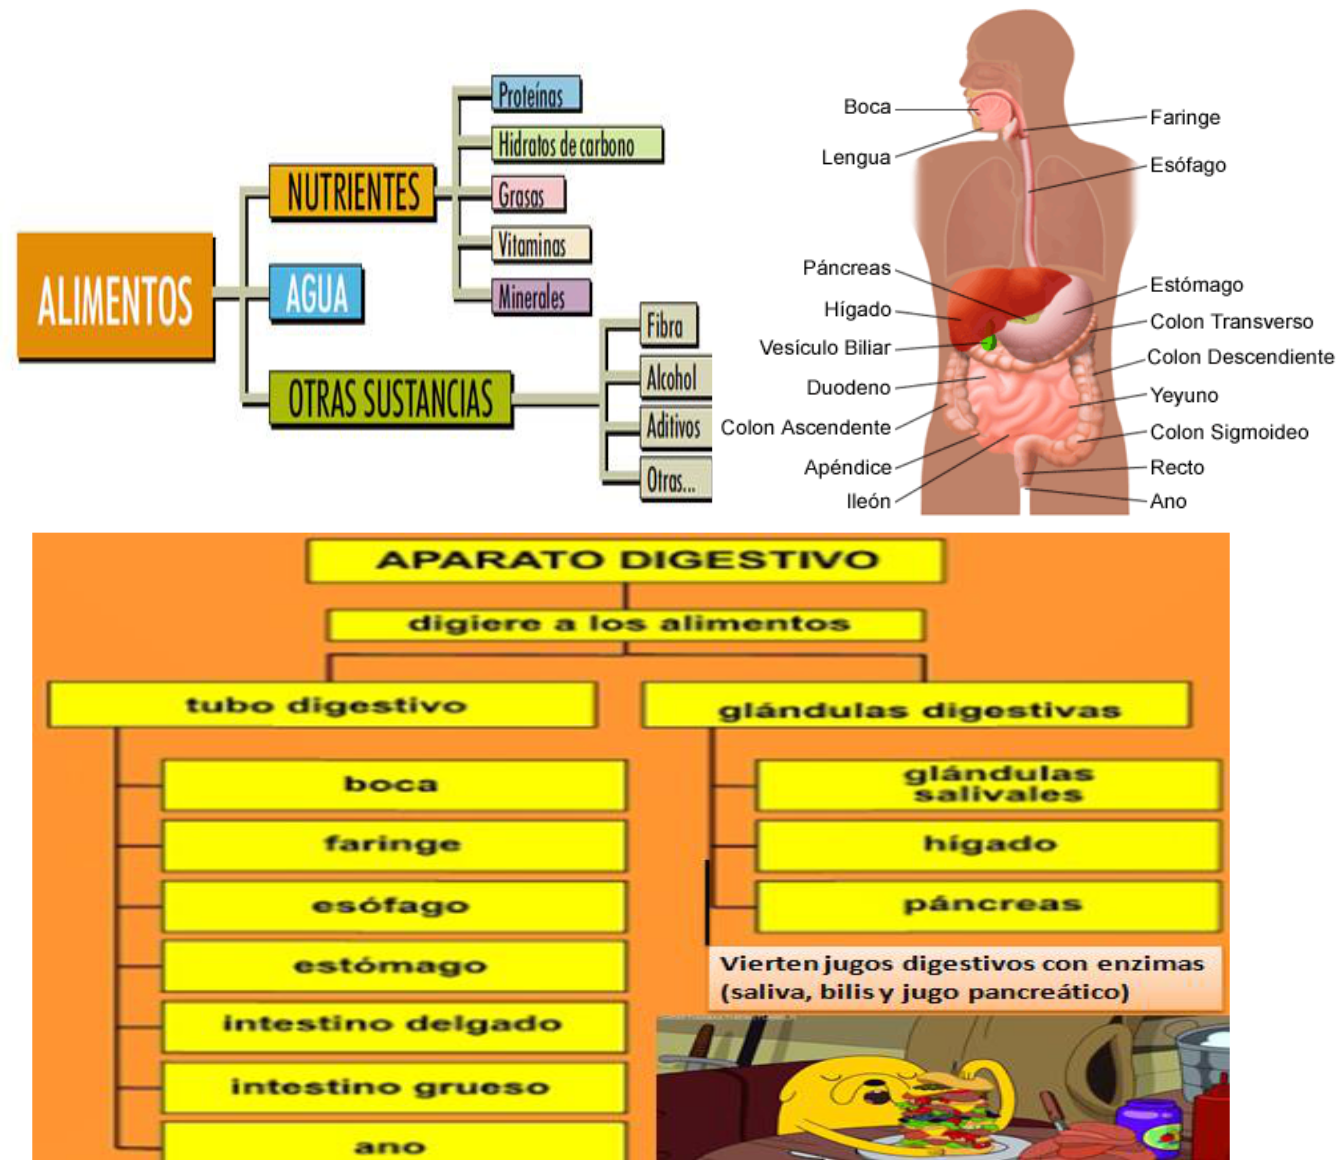 ALIMENTOS
NUTRIENTES
AGUA
OTRAS SUSTANCIAS
Proteínas
Hidratos de carbono
Grasas
Vitaminas
Minerales
Fibra
Alcohol
Aditivos
Otras...
Boca
Lengua
Páncreas
Hígado
Vesículo Biliar
Duodeno
Colon Ascendente
Apéndice
Ileón
Faringe
Esófago
Estómago
Colon Transverso
Colon Descendiente
Yeyuno
Colon Sigmoideo
Recto
Ano
APARATO DIGESTIVO
digiere a los alimentos
tubo digestivo
boca
faringe
esófago
estómago
intestino delgado
intestino grueso
ano
glándulas digestivas
glándulas
salivales
hígado
páncreas
Vierten jugos digestivos con enzimas
(saliva, bilis y jugo pancreático)